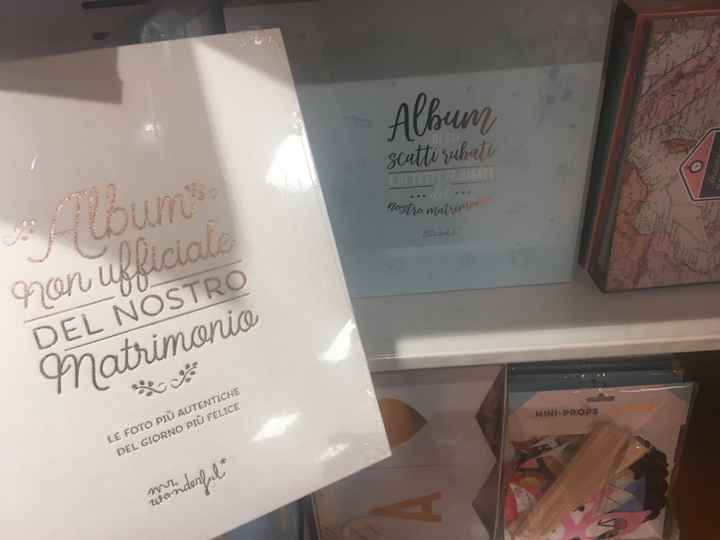 Album
non ufficiale
DEL NOSTRO
Matrimonio
LE FOTO PIÙ AUTENTICHE
DEL GIORNO PIÙ FELICE
mr.
wonderful*
Album
scatti rubati
nostro matrimonio
MINI-PROPS
A